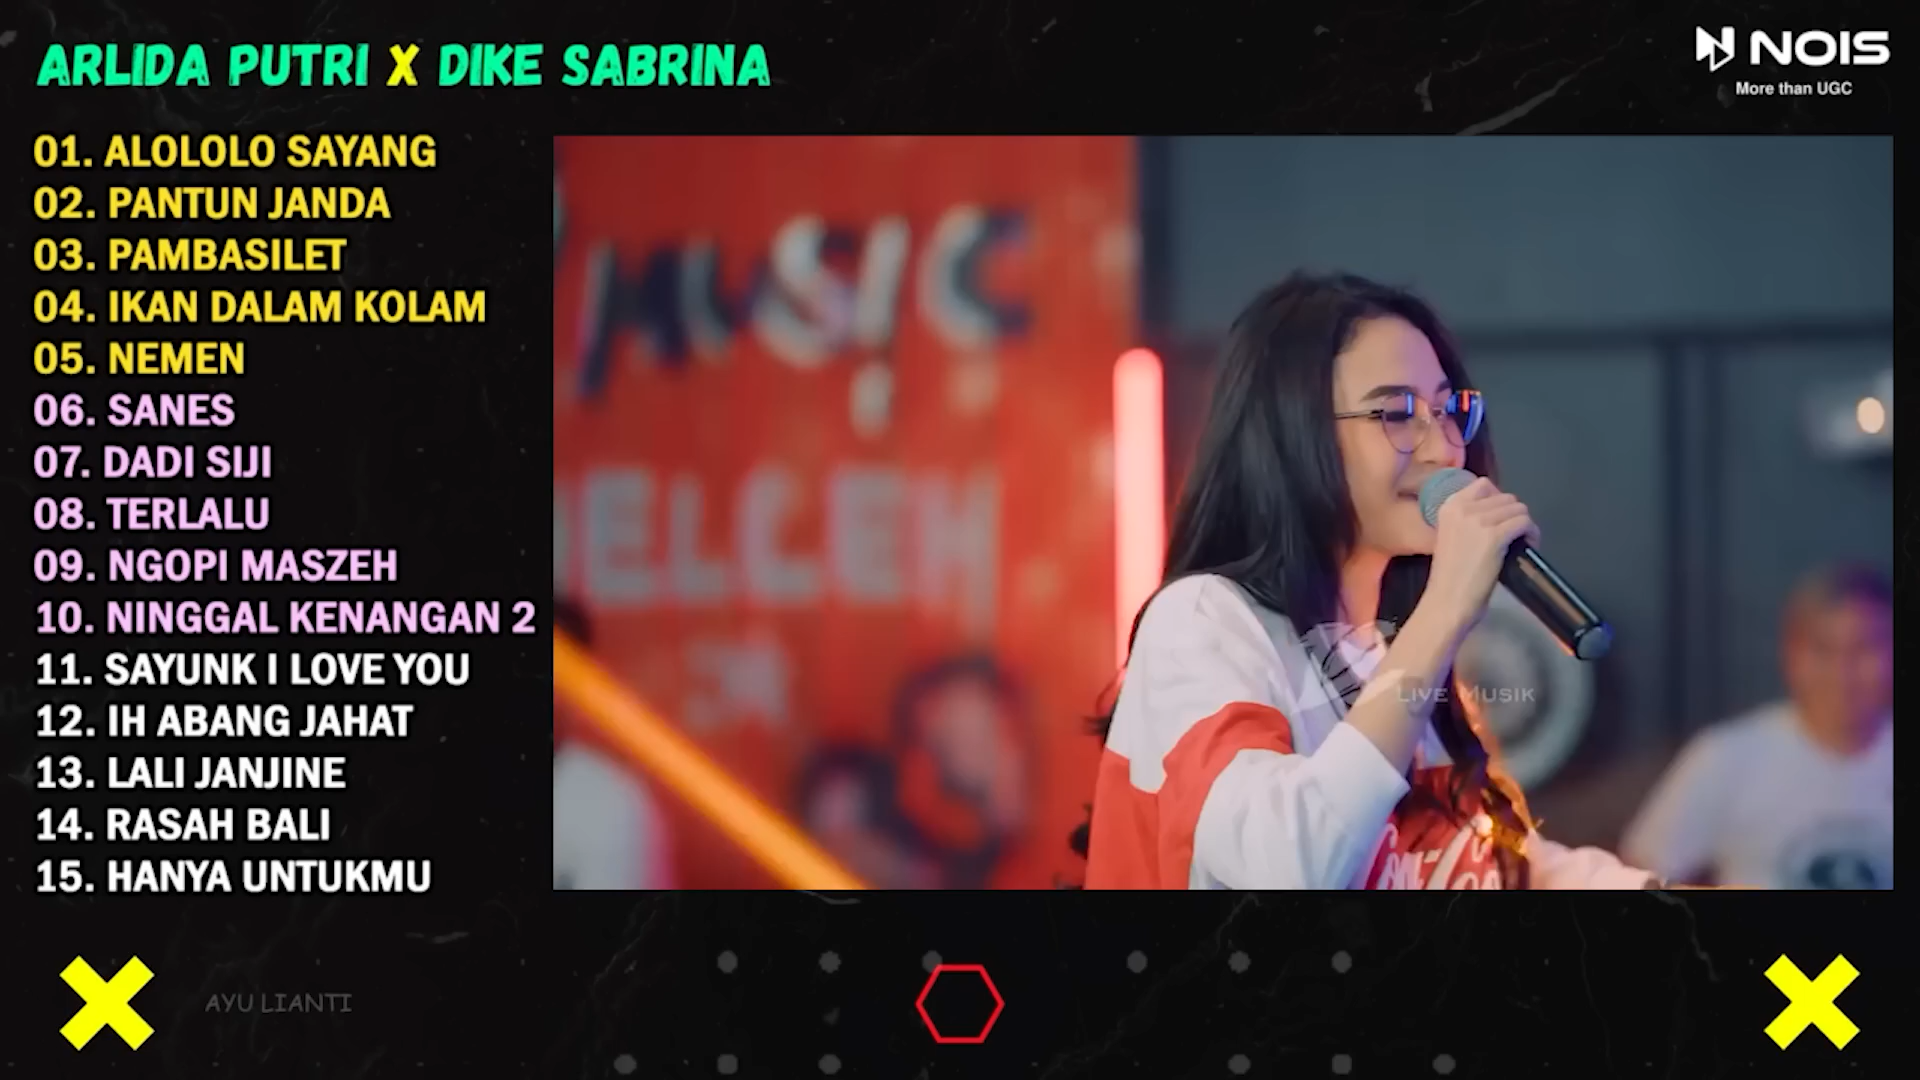 ARLIDA PUTRI X DIKE SABRINA
NOIS
More than UGC
01. ALOLOLO SAYANG
02. PANTUN JANDA
03. PAMBASILET
04. IKAN DALAM KOLAM
05. NEMEN
06. SANES
07. DADI SIJI
08. TERLALU
09. NGOPI MASZEH
10. NINGGAL KENANGAN 2
11. SAYUNK I LOVE YOU
12. IH ABANG JAHAT
13. LALI JANJINE
14. RASAH BALI
15. HANYA UNTUKMU
MUSIC
LIVE MUSIK
AYU LIANTI